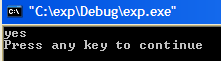 "C:\exp\Debug\exp.exe"
yes
Press any key to continue